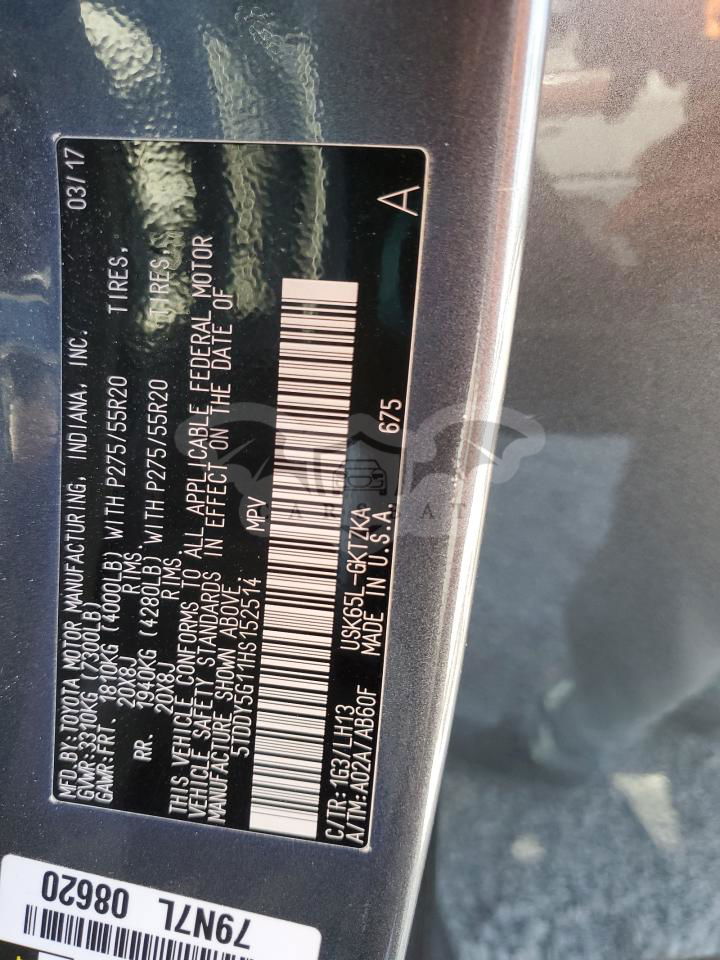 MFD.BY:TOYOTA MOTOR MANUFACTURING, INDIANA, INC. 03/17
GVWR:3310KG (7300LB)
GAWR:FRT. 1810KG (4000LB) WITH P275/55R20 TIRES,
20X8J RIMS.
RR. 1940KG (4280LB) WITH P275/55R20 TIRES,
20X8J RIMS.
THIS VEHICLE CONFORMS TO ALL APPLICABLE FEDERAL MOTOR
VEHICLE SAFETY STANDARDS IN EFFECT ON THE DATE OF
MANUFACTURE SHOWN ABOVE.
5TDDY5G11HS152514 MPV
C/TR:1G3/LH13 USK65L-GKTZKA
A/TM:A02A/AB60F MADE IN U.S.A. 675 A
79N7L
08620